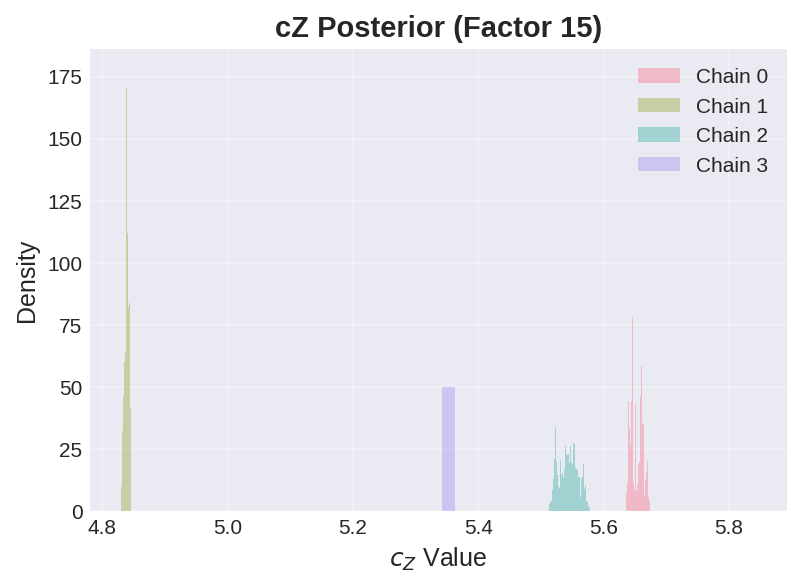 cZ Posterior (Factor 15)
Chain 0
Chain 1
Chain 2
Chain 3
Density
175
150
125
100
75
50
25
0
4.8 5.0 5.2 5.4 5.6 5.8
cZ Value